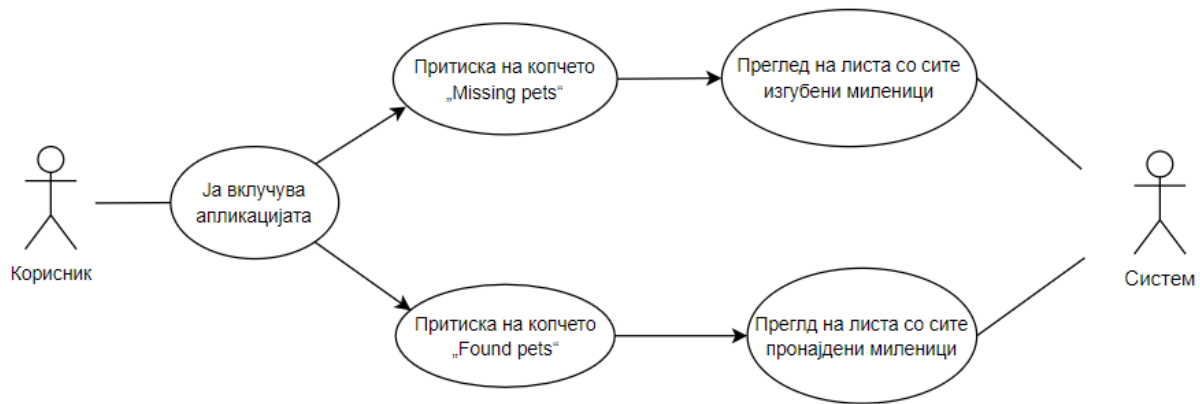 Корисник
Ја вклучува
апликацијата
Притиска на копчето
„Missing pets“
Преглед на листа со сите
изгубени миленици
Притиска на копчето
„Found pets“
Преглд на листа со сите
пронајдени миленици
Систем